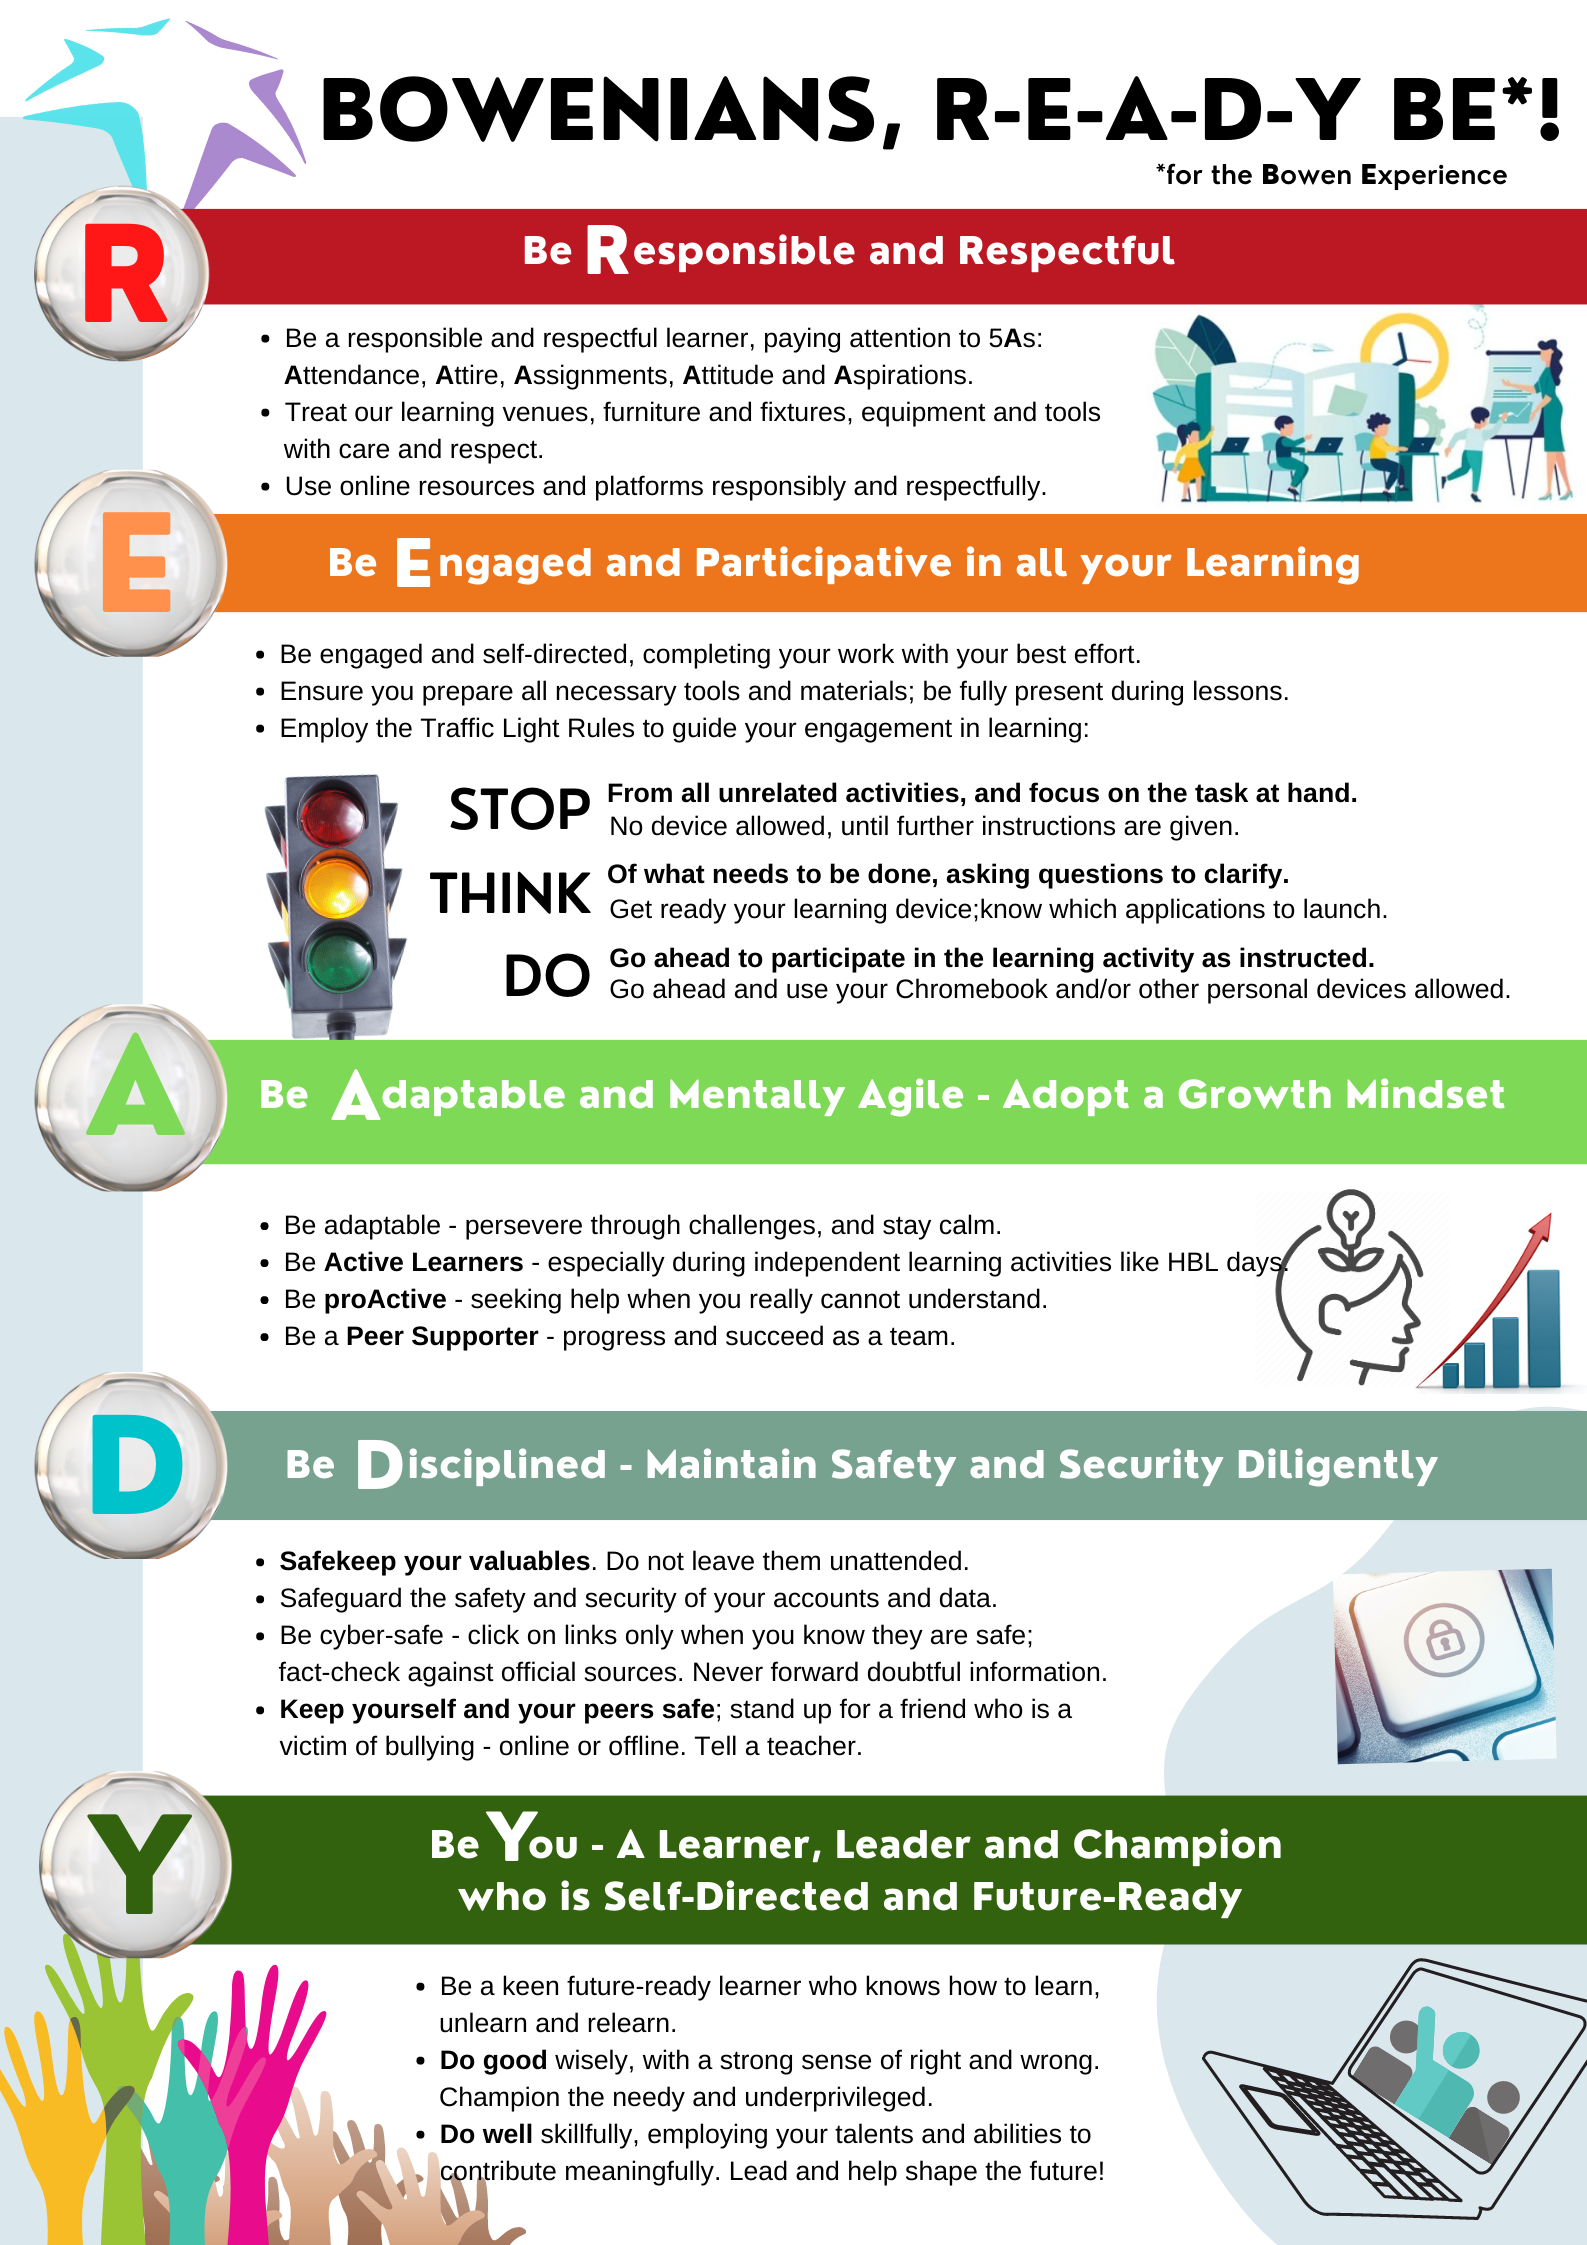 BOWENIANS, R-E-A-D-Y BE*!
*for the Bowen Experience
R
Be Responsible and Respectful
• Be a responsible and respectful learner, paying attention to 5As:
Attendance, Attire, Assignments, Attitude and Aspirations.
• Treat our learning venues, furniture and fixtures, equipment and tools
with care and respect.
• Use online resources and platforms responsibly and respectfully.
E
Be Engaged and Participative in all your Learning
• Be engaged and self-directed, completing your work with your best effort.
• Ensure you prepare all necessary tools and materials; be fully present during lessons.
• Employ the Traffic Light Rules to guide your engagement in learning:
STOP
From all unrelated activities, and focus on the task at hand.
No device allowed, until further instructions are given.
THINK
Of what needs to be done, asking questions to clarify.
Get ready your learning device;know which applications to launch.
DO
Go ahead to participate in the learning activity as instructed.
Go ahead and use your Chromebook and/or other personal devices allowed.
A
Be Adaptable and Mentally Agile - Adopt a Growth Mindset
• Be adaptable - persevere through challenges, and stay calm.
• Be Active Learners - especially during independent learning activities like HBL days.
• Be proActive - seeking help when you really cannot understand.
• Be a Peer Supporter - progress and succeed as a team.
D
Be Disciplined - Maintain Safety and Security Diligently
• Safekeep your valuables. Do not leave them unattended.
• Safeguard the safety and security of your accounts and data.
• Be cyber-safe - click on links only when you know they are safe;
fact-check against official sources. Never forward doubtful information.
• Keep yourself and your peers safe; stand up for a friend who is a
victim of bullying - online or offline. Tell a teacher.
Y
Be You - A Learner, Leader and Champion
who is Self-Directed and Future-Ready
• Be a keen future-ready learner who knows how to learn,
unlearn and relearn.
• Do good wisely, with a strong sense of right and wrong.
Champion the needy and underprivileged.
• Do well skillfully, employing your talents and abilities to
contribute meaningfully. Lead and help shape the future!